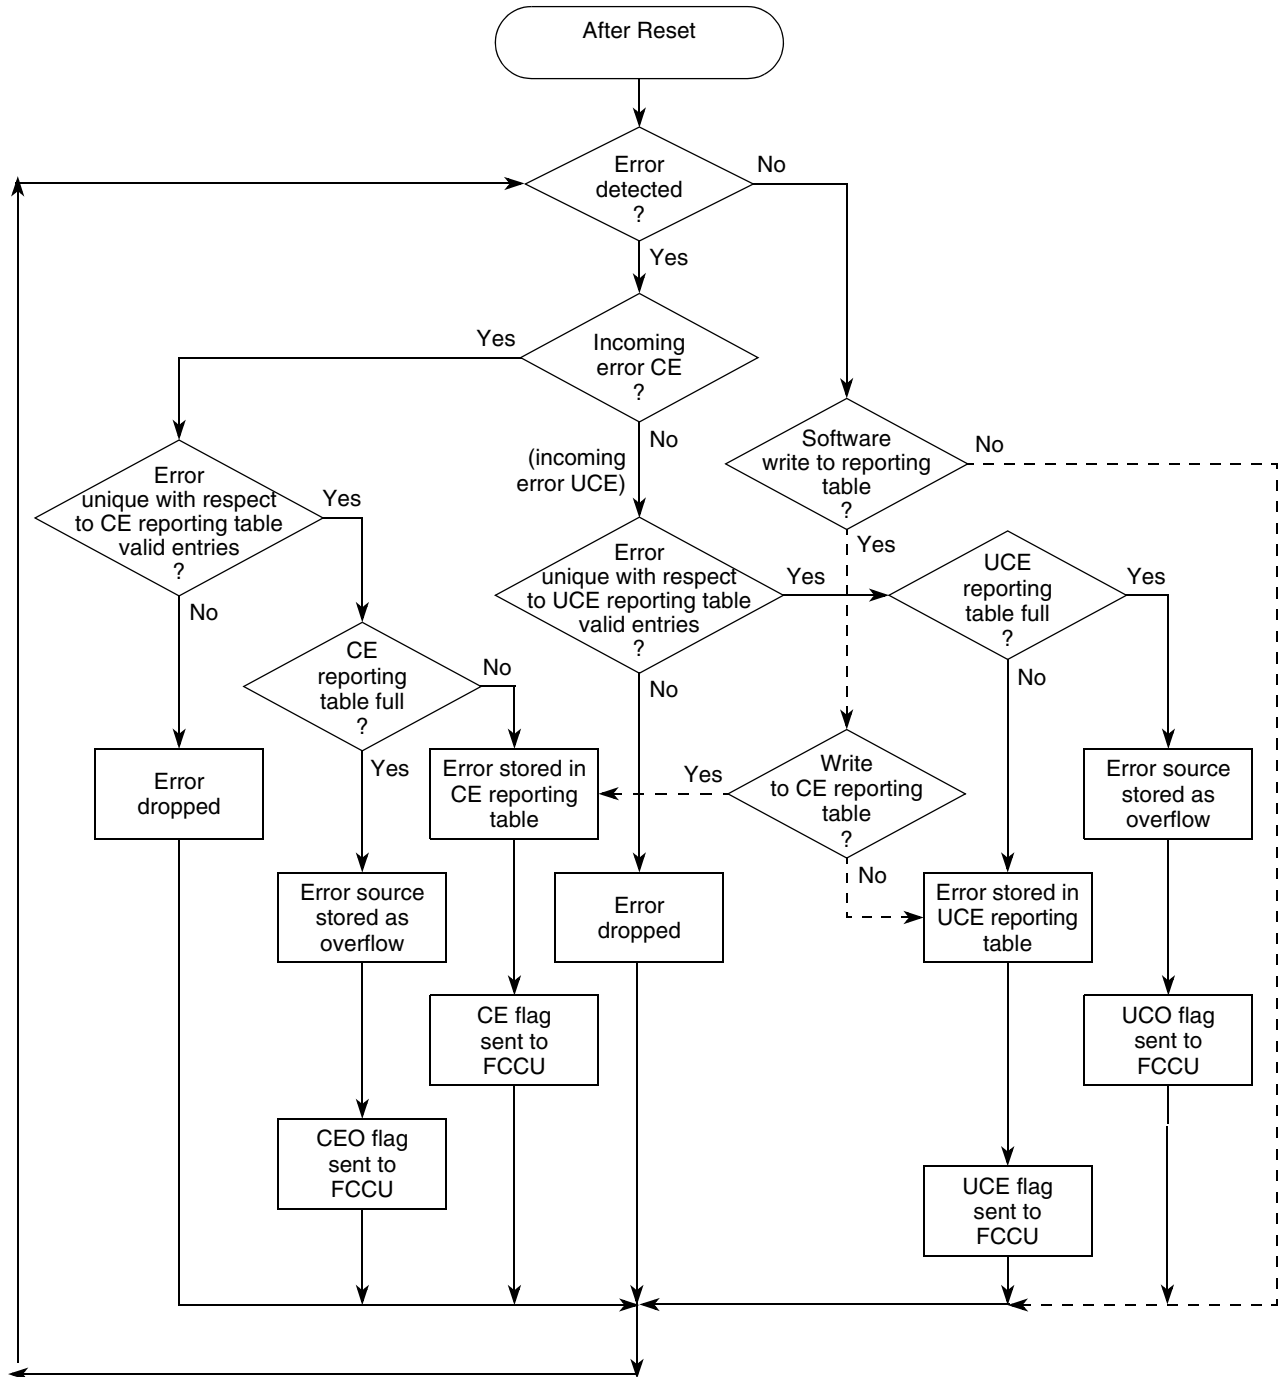 After Reset
Error
detected
?
No
Yes
Incoming
error CE
?
Yes
No
(incoming
error UCE)
Software
write to reporting
table
?
No
Yes
Error
unique with respect
to CE reporting table
valid entries
?
Yes
No
Error
unique with respect
to UCE reporting table
valid entries
?
Yes
No
UCE
reporting
table full
?
Yes
No
CE
reporting
table full
?
No
Yes
Error
dropped
Error stored in
CE reporting
table
Write
to CE reporting
table
?
Yes
No
Error source
stored as
overflow
Error source
stored as
overflow
Error
dropped
Error stored in
UCE reporting
table
CE flag
sent to
FCCU
UCO flag
sent to
FCCU
CEO flag
sent to
FCCU
UCE flag
sent to
FCCU